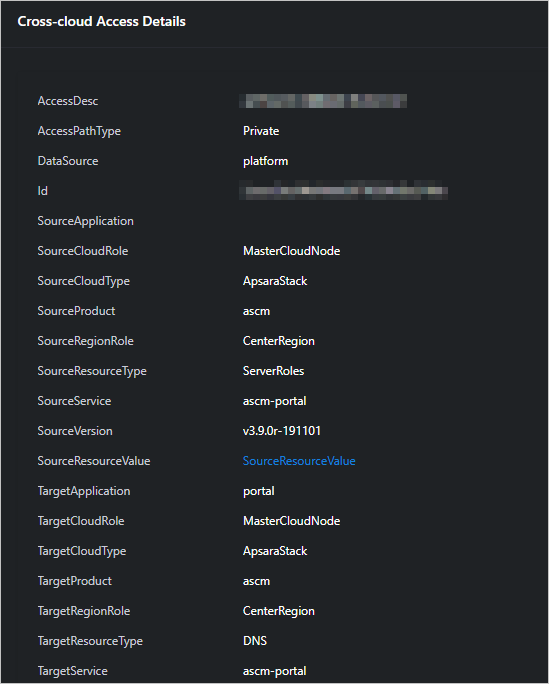 Cross-cloud Access Details
AccessDesc
AccessPathType Private
DataSource platform
Id
SourceApplication
SourceCloudRole MasterCloudNode
SourceCloudType ApsaraStack
SourceProduct ascm
SourceRegionRole CenterRegion
SourceResourceType ServerRoles
SourceService ascm-portal
SourceVersion v3.9.0r-191101
SourceResourceValue SourceResourceValue
TargetApplication portal
TargetCloudRole MasterCloudNode
TargetCloudType ApsaraStack
TargetProduct ascm
TargetRegionRole CenterRegion
TargetResourceType DNS
TargetService ascm-portal